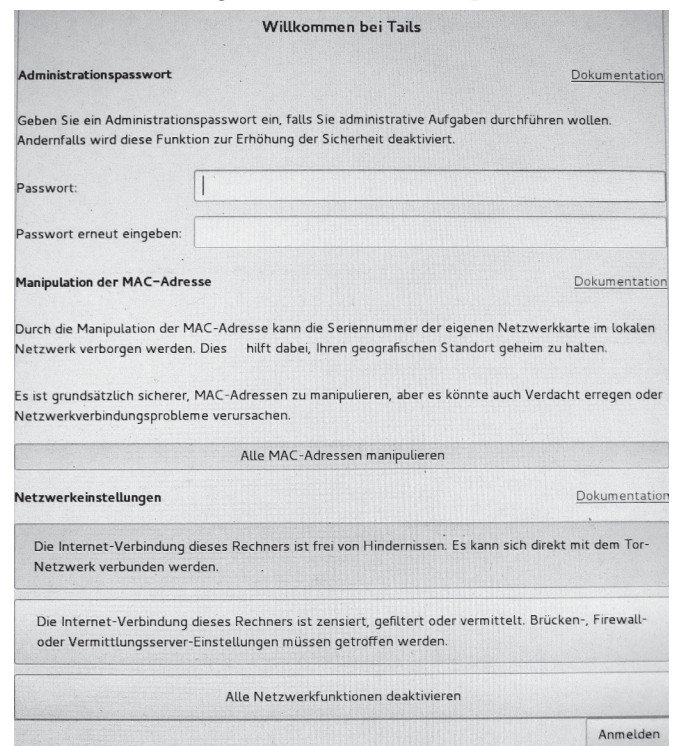 Willkommen bei Tails
Administrationspasswort Dokumentation
Geben Sie ein Administrationspasswort ein, falls Sie administrative Aufgaben durchführen wollen.
Andernfalls wird diese Funktion zur Erhöhung der Sicherheit deaktiviert.
Passwort:
Passwort erneut eingeben:
Manipulation der MAC-Adresse Dokumentation
Durch die Manipulation der MAC-Adresse kann die Seriennummer der eigenen Netzwerkkarte im lokalen
Netzwerk verborgen werden. Dies hilft dabei, Ihren geografischen Standort geheim zu halten.
Es ist grundsätzlich sicherer, MAC-Adressen zu manipulieren, aber es könnte auch Verdacht erregen oder
Netzwerkverbindungsprobleme verursachen.
Alle MAC-Adressen manipulieren
Netzwerkeinstellungen Dokumentation
Die Internet-Verbindung dieses Rechners ist frei von Hindernissen. Es kann sich direkt mit dem Tor-
Netzwerk verbunden werden.
Die Internet-Verbindung dieses Rechners ist zensiert, gefiltert oder vermittelt. Brücken-, Firewall-
oder Vermittlungsserver-Einstellungen müssen getroffen werden.
Alle Netzwerkfunktionen deaktivieren
Anmelden